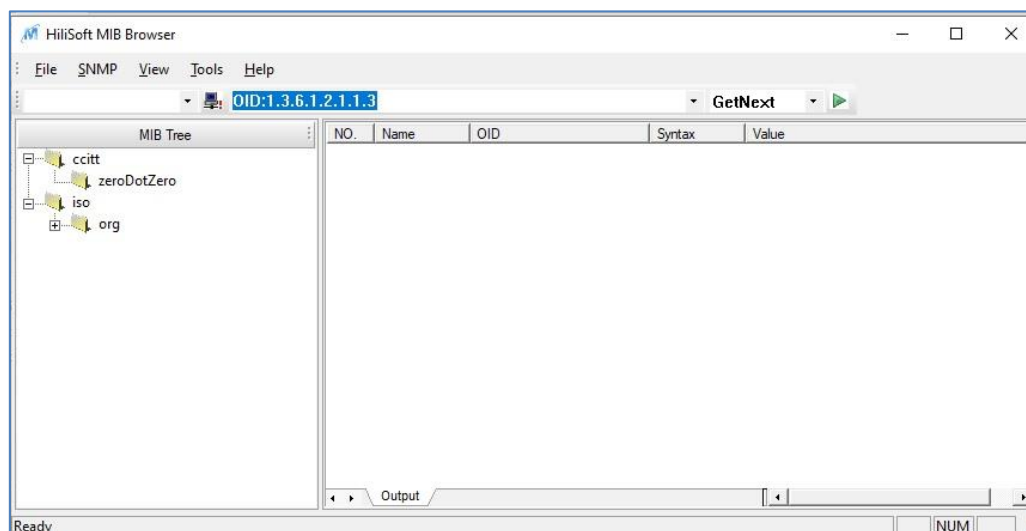 HiliSoft MIB Browser
File SNMP View Tools Help
OID:1.3.6.1.2.1.1.3 GetNext
MIB Tree NO. Name OID Syntax Value
ccitt
zeroDotZero
iso
org
Output
Ready NUM